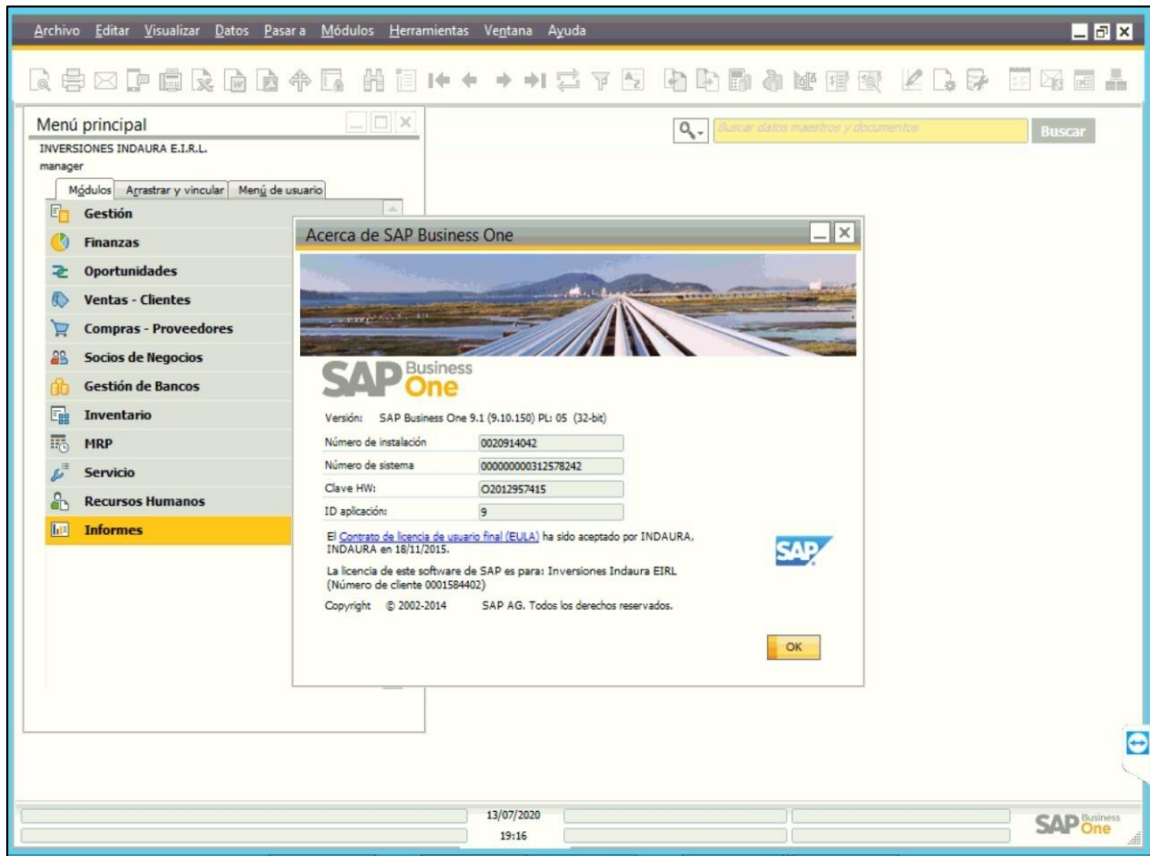 Archivo Editar Visualizar Datos Pasar a Módulos Herramientas Ventana Ayuda
Menú principal
Buscar datos maestros y documentos
Buscar
INVERSIONES INDAURA E.I.R.L.
manager
Módulos Arrastrar y vincular Menú de usuario
Gestión
Finanzas
Oportunidades
Ventas - Clientes
Compras - Proveedores
Socios de Negocios
Gestión de Bancos
Inventario
MRP
Servicio
Recursos Humanos
Informes
Acerca de SAP Business One
SAP Business One
Versión: SAP Business One 9.1 (9.10.150) PL: 05 (32-bit)
Número de instalación 0020914042
Número de sistema 000000000312578242
Clave HW: O2012957415
ID aplicación: 9
El Contrato de licencia de usuario final (EULA) ha sido aceptado por INDAURA,
INDAURA en 18/11/2015.
SAP
La licencia de este software de SAP es para: Inversiones Indaura EIRL
(Número de cliente 0001584402)
Copyright © 2002-2014 SAP AG. Todos los derechos reservados.
OK
13/07/2020
19:16
SAP Business One